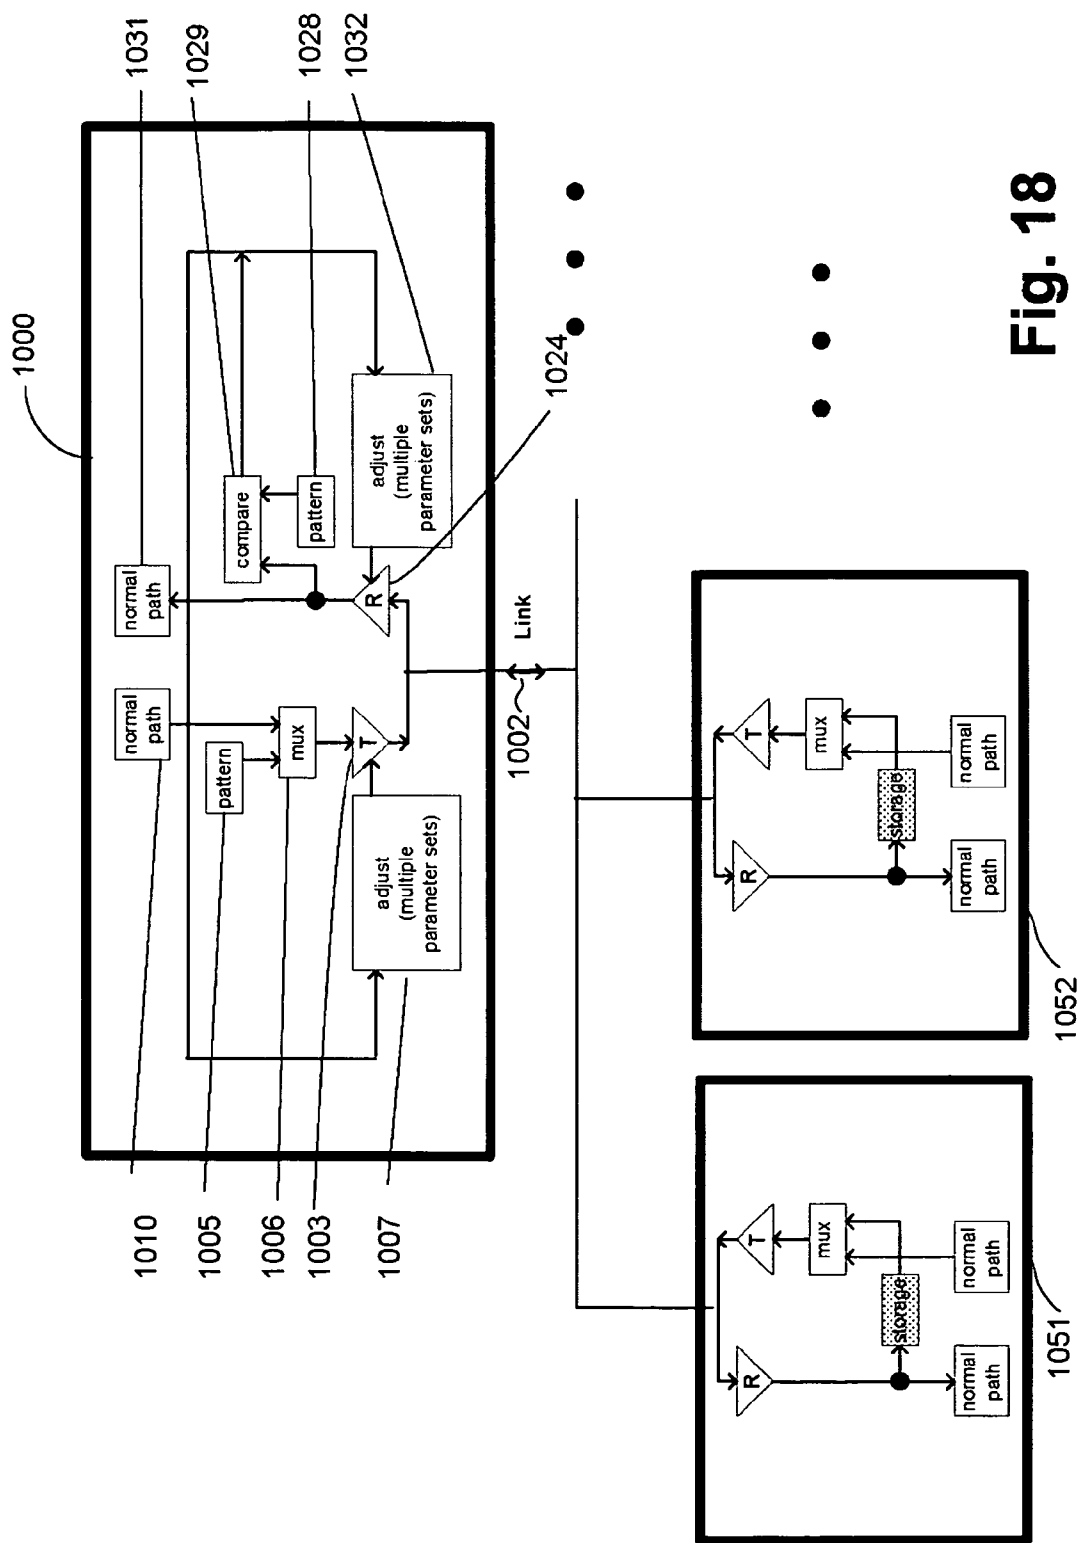 1000
1031
1029
1028
1032
normal
path
normal
path
pattern
mux
compare
pattern
T
R
adjust
(multiple
parameter sets)
adjust
(multiple
parameter sets)
1024
1010
1005
1006
1003
1007
1002
Link
R
T
mux
storage
normal
path
normal
path
1051
R
T
mux
storage
normal
path
normal
path
1052
Fig. 18